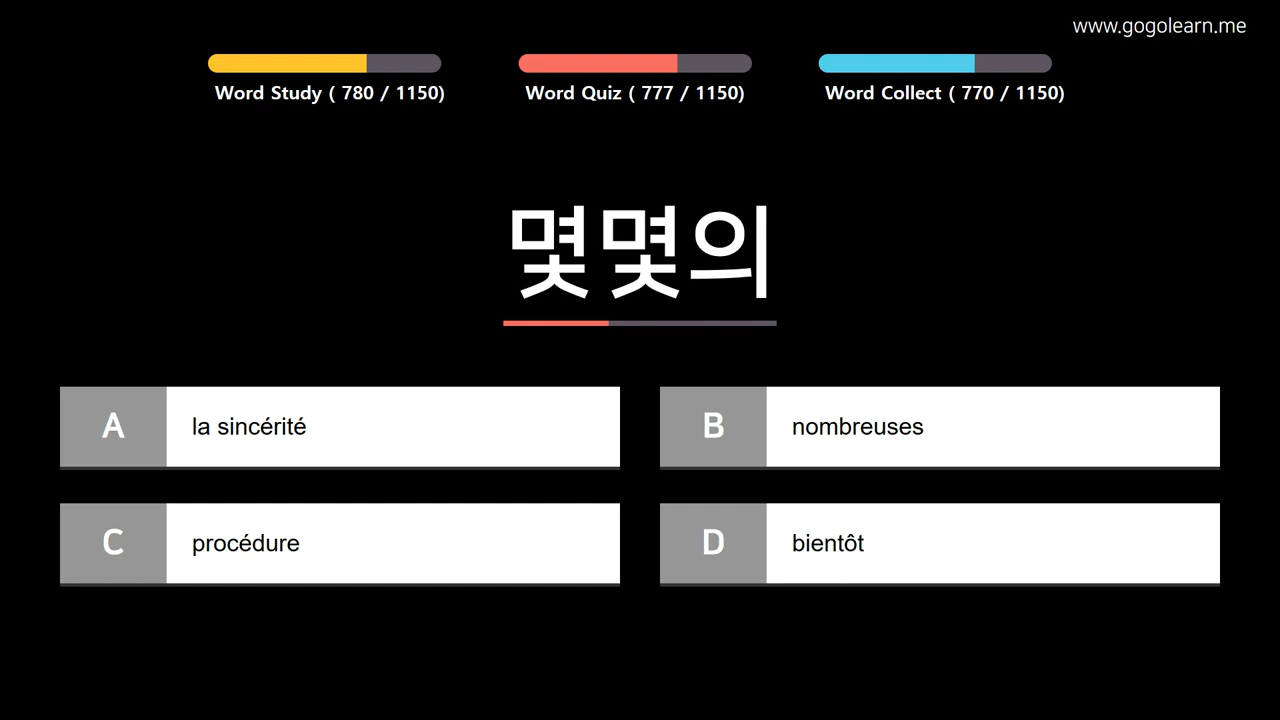 www.gogolearn.me
Word Study ( 780 / 1150)
Word Quiz ( 777 / 1150)
Word Collect ( 770 / 1150)
몇몇의
A
la sincérité
B
nombreuses
C
procédure
D
bientôt